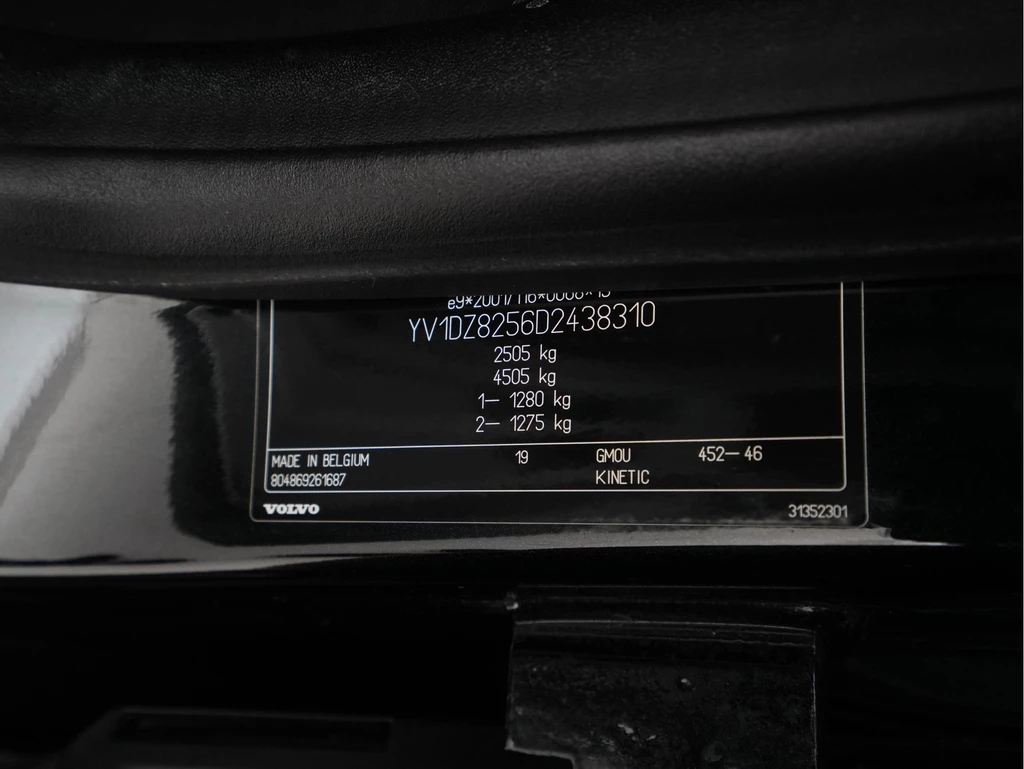 YV1DZ8256D2438310
2505 kg
4505 kg
1– 1280 kg
2– 1275 kg
MADE IN BELGIUM 19 GMOU 452–46
804869261687 KINETIC
VOLVO 31352301